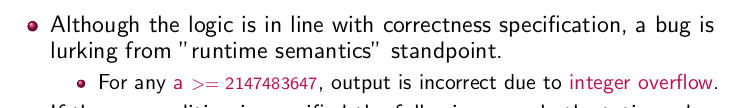 Although the logic is in line with correctness specification, a bug is
lurking from "runtime semantics" standpoint.
For any a >= 2147483647, output is incorrect due to integer overflow.